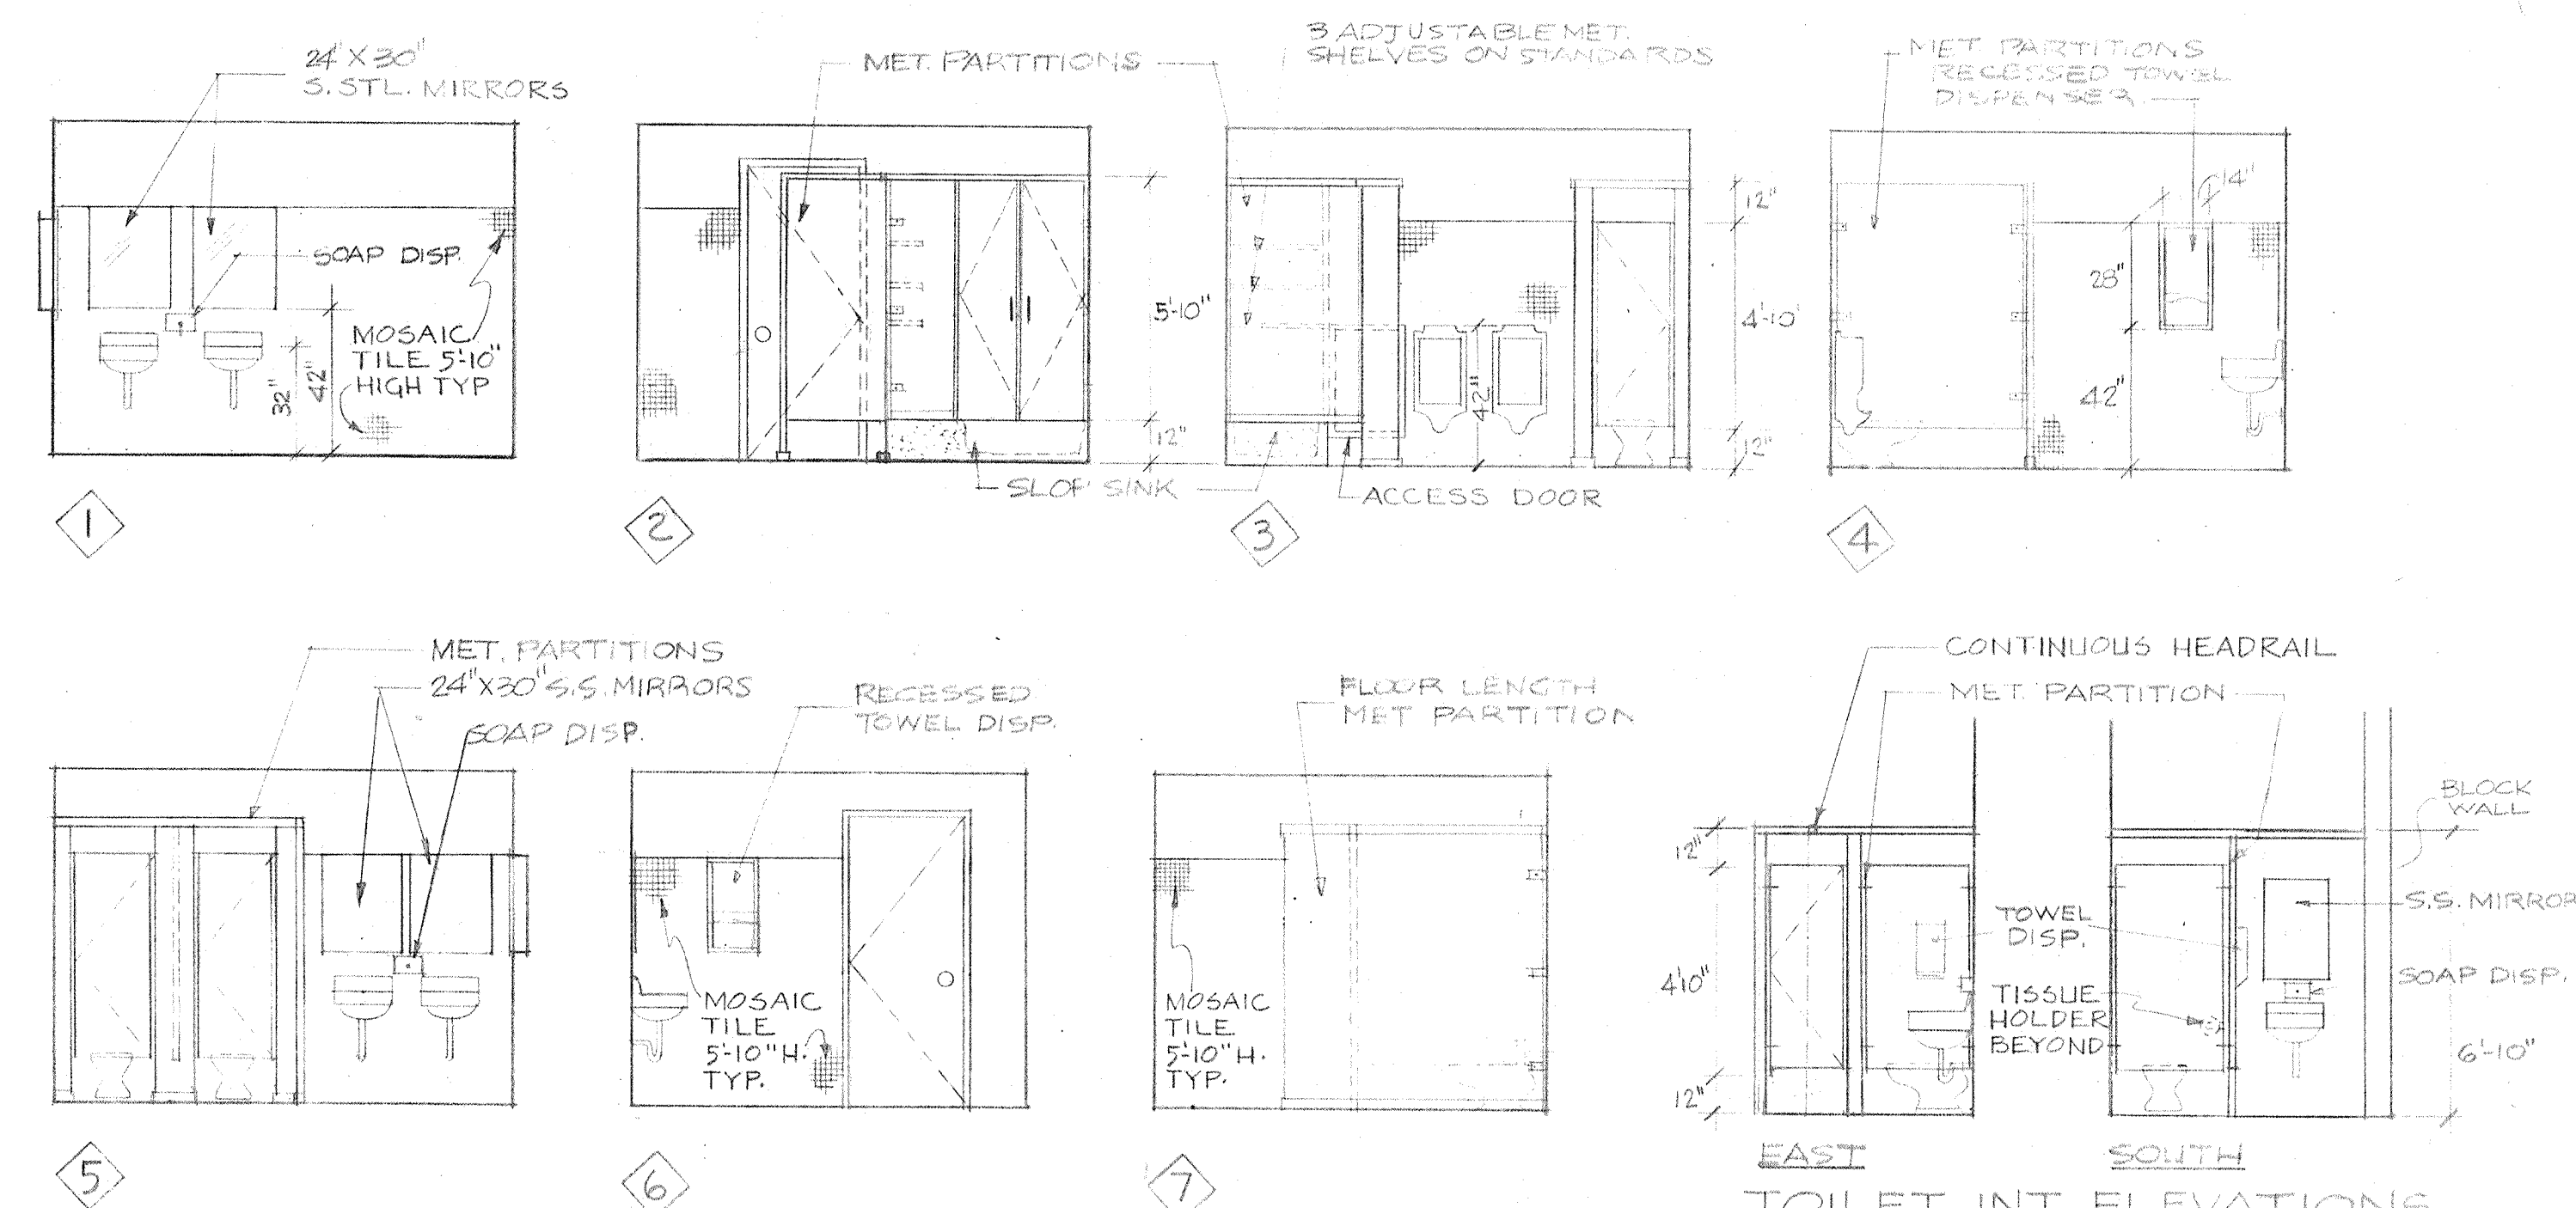 24" X 30"
S. STL. MIRRORS
SOAP DISP.
MOSAIC
TILE 5'-10"
HIGH TYP
32"
42"
1
MET. PARTITIONS
5'-10"
12"
SLOP SINK
2
3 ADJUSTABLE MET.
SHELVES ON STANDARDS
42"
12"
4'-10"
12"
ACCESS DOOR
3
MET. PARTITIONS
RECESSED TOWEL
DISPENSER
14"
28"
42"
4
MET. PARTITIONS
24"X30" S.S. MIRRORS
SOAP DISP.
5
RECESSED
TOWEL DISP.
MOSAIC
TILE
5'-10" H.
TYP.
6
FLOOR LENGTH
MET PARTITION
MOSAIC
TILE
5'-10" H.
TYP.
7
CONTINUOUS HEADRAIL
MET. PARTITION
BLOCK
WALL
12"
4'10"
12"
TOWEL
DISP.
TISSUE
HOLDER
BEYOND
S.S. MIRROR
SOAP DISP.
6'-10"
EAST
SOUTH
TOILET INT. ELEVATIONS